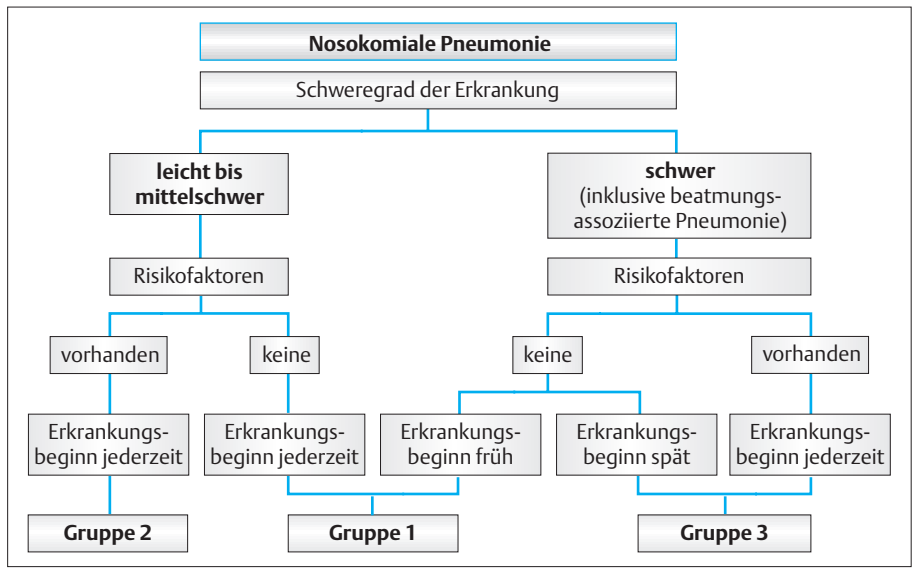 Nosokomiale Pneumonie
Schweregrad der Erkrankung
leicht bis
mittelschwer
schwer
(inklusive beatmungs-
assoziierte Pneumonie)
Risikofaktoren
Risikofaktoren
vorhanden
keine
keine
vorhanden
Erkrankungs-
beginn jederzeit
Erkrankungs-
beginn jederzeit
Erkrankungs-
beginn früh
Erkrankungs-
beginn spät
Erkrankungs-
beginn jederzeit
Gruppe 2
Gruppe 1
Gruppe 3